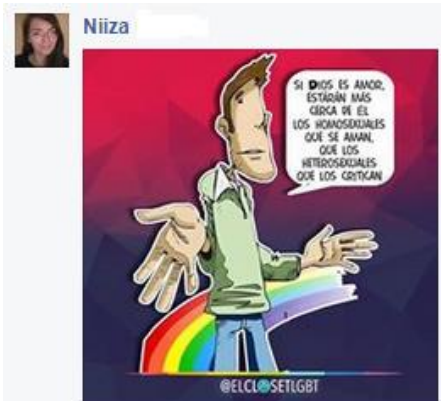 Niiza
SI DIOS ES AMOR,
ESTARÁN MÁS
CERCA DE ÉL
LOS HOMOSEXUALES
QUE SE AMAN,
QUE LOS
HETEROSEXUALES
QUE LOS CRITICAN
@ELCLOSETLGBT